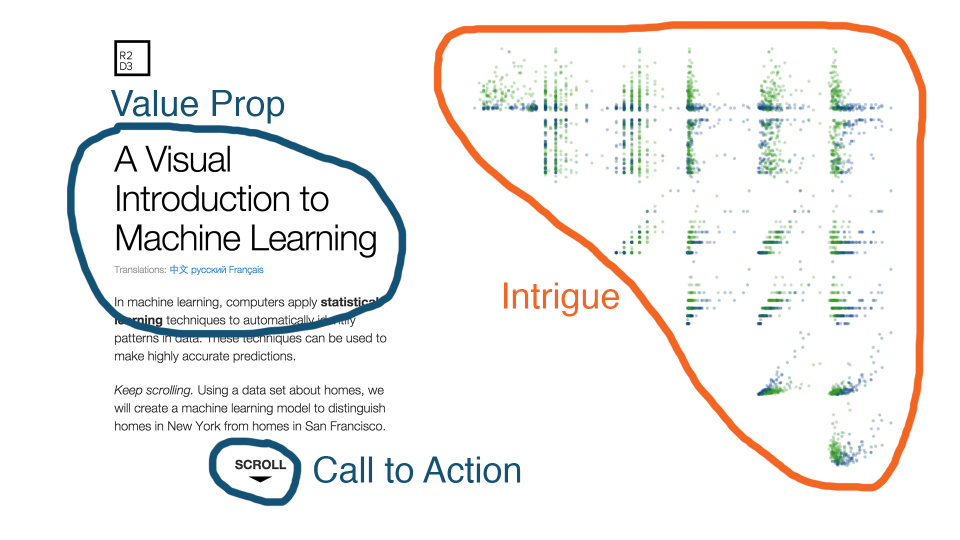 R2
D3
Value Prop
A Visual
Introduction to
Machine Learning
Translations: 中文 русский Français
In machine learning, computers apply statistical
learning techniques to automatically identify
patterns in data. These techniques can be used to
make highly accurate predictions.
Keep scrolling. Using a data set about homes, we
will create a machine learning model to distinguish
homes in New York from homes in San Francisco.
SCROLL
Call to Action
Intrigue